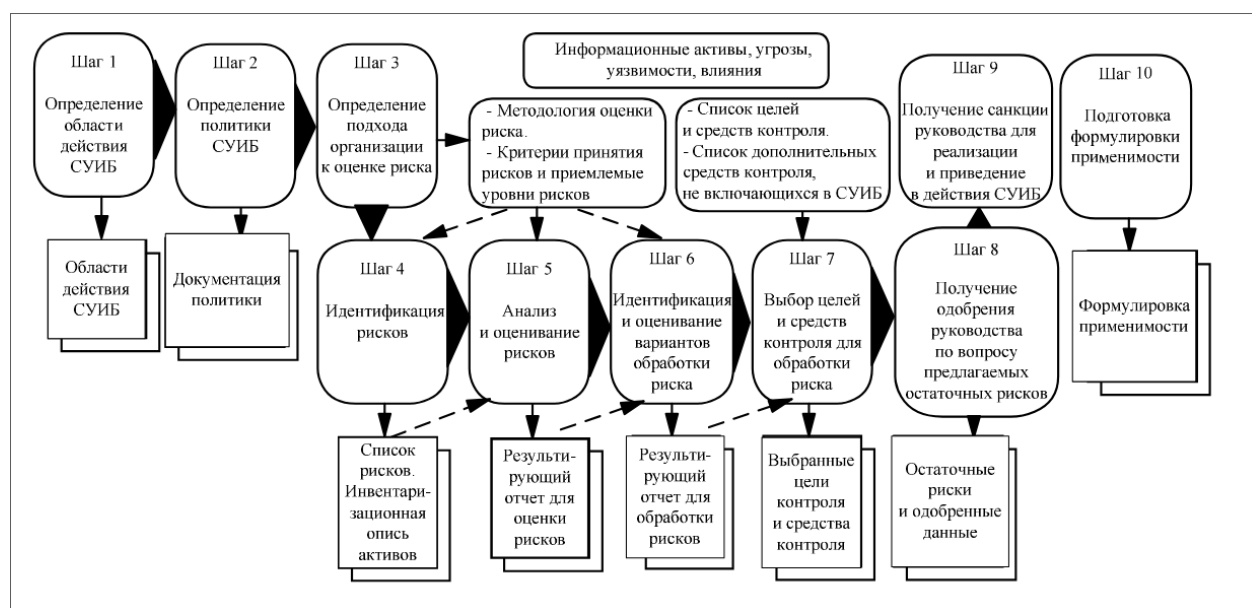 Шаг 1
Определение
области
действия
СУИБ
Шаг 2
Определение
политики
СУИБ
Шаг 3
Определение
подхода
организации
к оценке риска
Информационные активы, угрозы,
уязвимости, влияния
- Методология оценки
риска.
- Критерии принятия
рисков и приемлемые
уровни рисков
- Список целей
и средств контроля.
- Список дополнительных
средств контроля,
не включающихся в СУИБ
Шаг 9
Получение санкции
руководства для
реализации
и приведение
в действия СУИБ
Шаг 10
Подготовка
формулировки
применимости
Области
действия
СУИБ
Документация
политики
Шаг 4
Идентификация
рисков
Шаг 5
Анализ
и оценивание
рисков
Шаг 6
Идентификация
и оценивание
вариантов
обработки
риска
Шаг 7
Выбор целей
и средств
контроля для
обработки
риска
Шаг 8
Получение
одобрения
руководства
по вопросу
предлагаемых
остаточных рисков
Формулировка
применимости
Список
рисков.
Инвентари-
зационная
опись
активов
Результи-
рующий
отчет для
оценки
рисков
Результи-
рующий
отчет для
обработки
рисков
Выбранные
цели
контроля
и средства
контроля
Остаточные
риски
и одобренные
данные